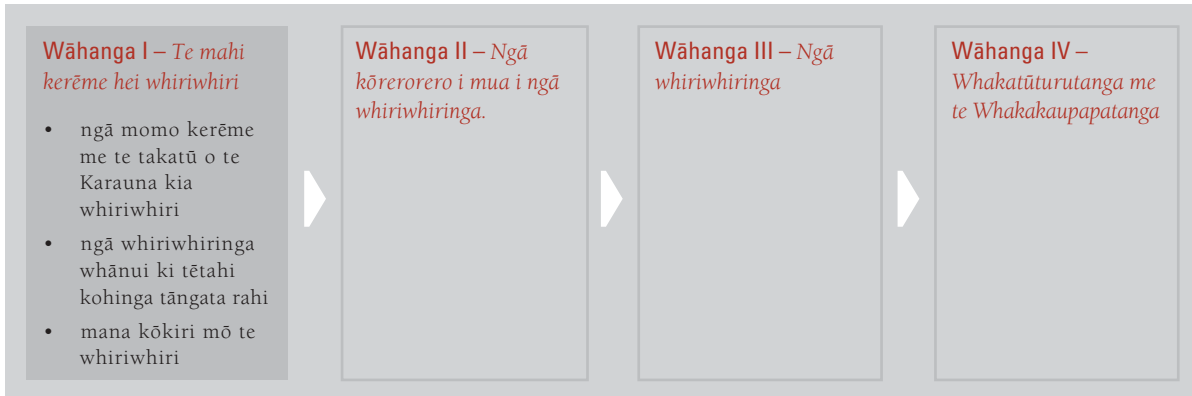 Wāhanga I – Te mahi
kerēme hei whiriwhiri
• ngā momo kerēme
me te takatū o te
Karauna kia
whiriwhiri
• ngā whiriwhiringa
whānui ki tētahi
kohinga tāngata rahi
• mana kōkiri mō te
whiriwhiri
Wāhanga II – Ngā
kōrerorero i mua i ngā
whiriwhiringa.
Wāhanga III – Ngā
whiriwhiringa
Wāhanga IV –
Whakatūturutanga me
te Whakakaupapatanga